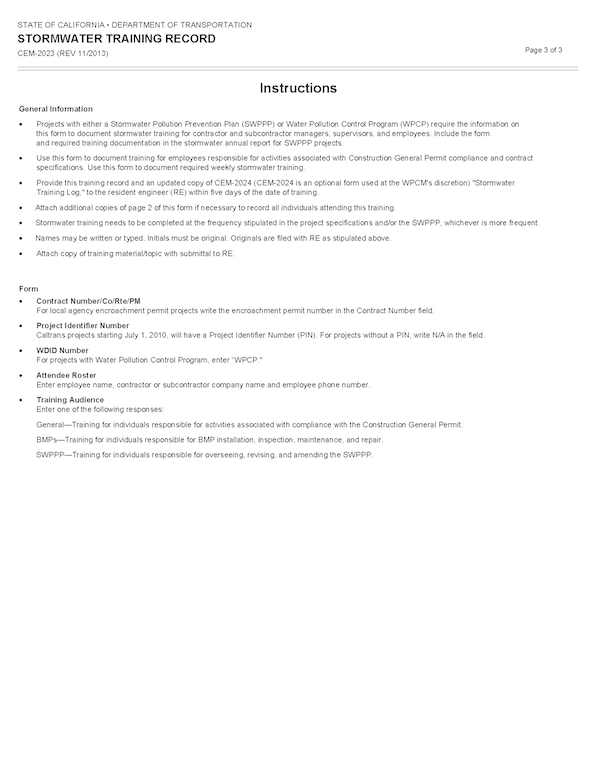 STATE OF CALIFORNIA • DEPARTMENT OF TRANSPORTATION
STORMWATER TRAINING RECORD
CEM-2023 (REV 11/2013)
Page 3 of 3
Instructions
General Information
• Projects with either a Stormwater Pollution Prevention Plan (SWPPP) or Water Pollution Control Program (WPCP) require the information on
this form to document stormwater training for contractor and subcontractor managers, supervisors, and employees. Include the form
and required training documentation in the stormwater annual report for SWPPP projects.
• Use this form to document training for employees responsible for activities associated with Construction General Permit compliance and contract
specifications. Use this form to document required weekly stormwater training.
• Provide this training record and an updated copy of CEM-2024 (CEM-2024 is an optional form used at the WPCM's discretion) "Stormwater
Training Log," to the resident engineer (RE) within five days of the date of training.
• Attach additional copies of page 2 of this form if necessary to record all individuals attending this training.
• Stormwater training needs to be completed at the frequency stipulated in the project specifications and/or the SWPPP, whichever is more frequent.
• Names may be written or typed. Initials must be original. Originals are filed with RE as stipulated above.
• Attach copy of training material/topic with submittal to RE.
Form
• Contract Number/Co/Rte/PM
For local agency encroachment permit projects write the encroachment permit number in the Contract Number field.
• Project Identifier Number
Caltrans projects starting July 1, 2010, will have a Project Identifier Number (PIN). For projects without a PIN, write N/A in the field.
• WDID Number
For projects with Water Pollution Control Program, enter "WPCP."
• Attendee Roster
Enter employee name, contractor or subcontractor company name and employee phone number.
• Training Audience
Enter one of the following responses:
General—Training for individuals responsible for activities associated with compliance with the Construction General Permit.
BMPs—Training for individuals responsible for BMP installation, inspection, maintenance, and repair.
SWPPP—Training for individuals responsible for overseeing, revising, and amending the SWPPP.